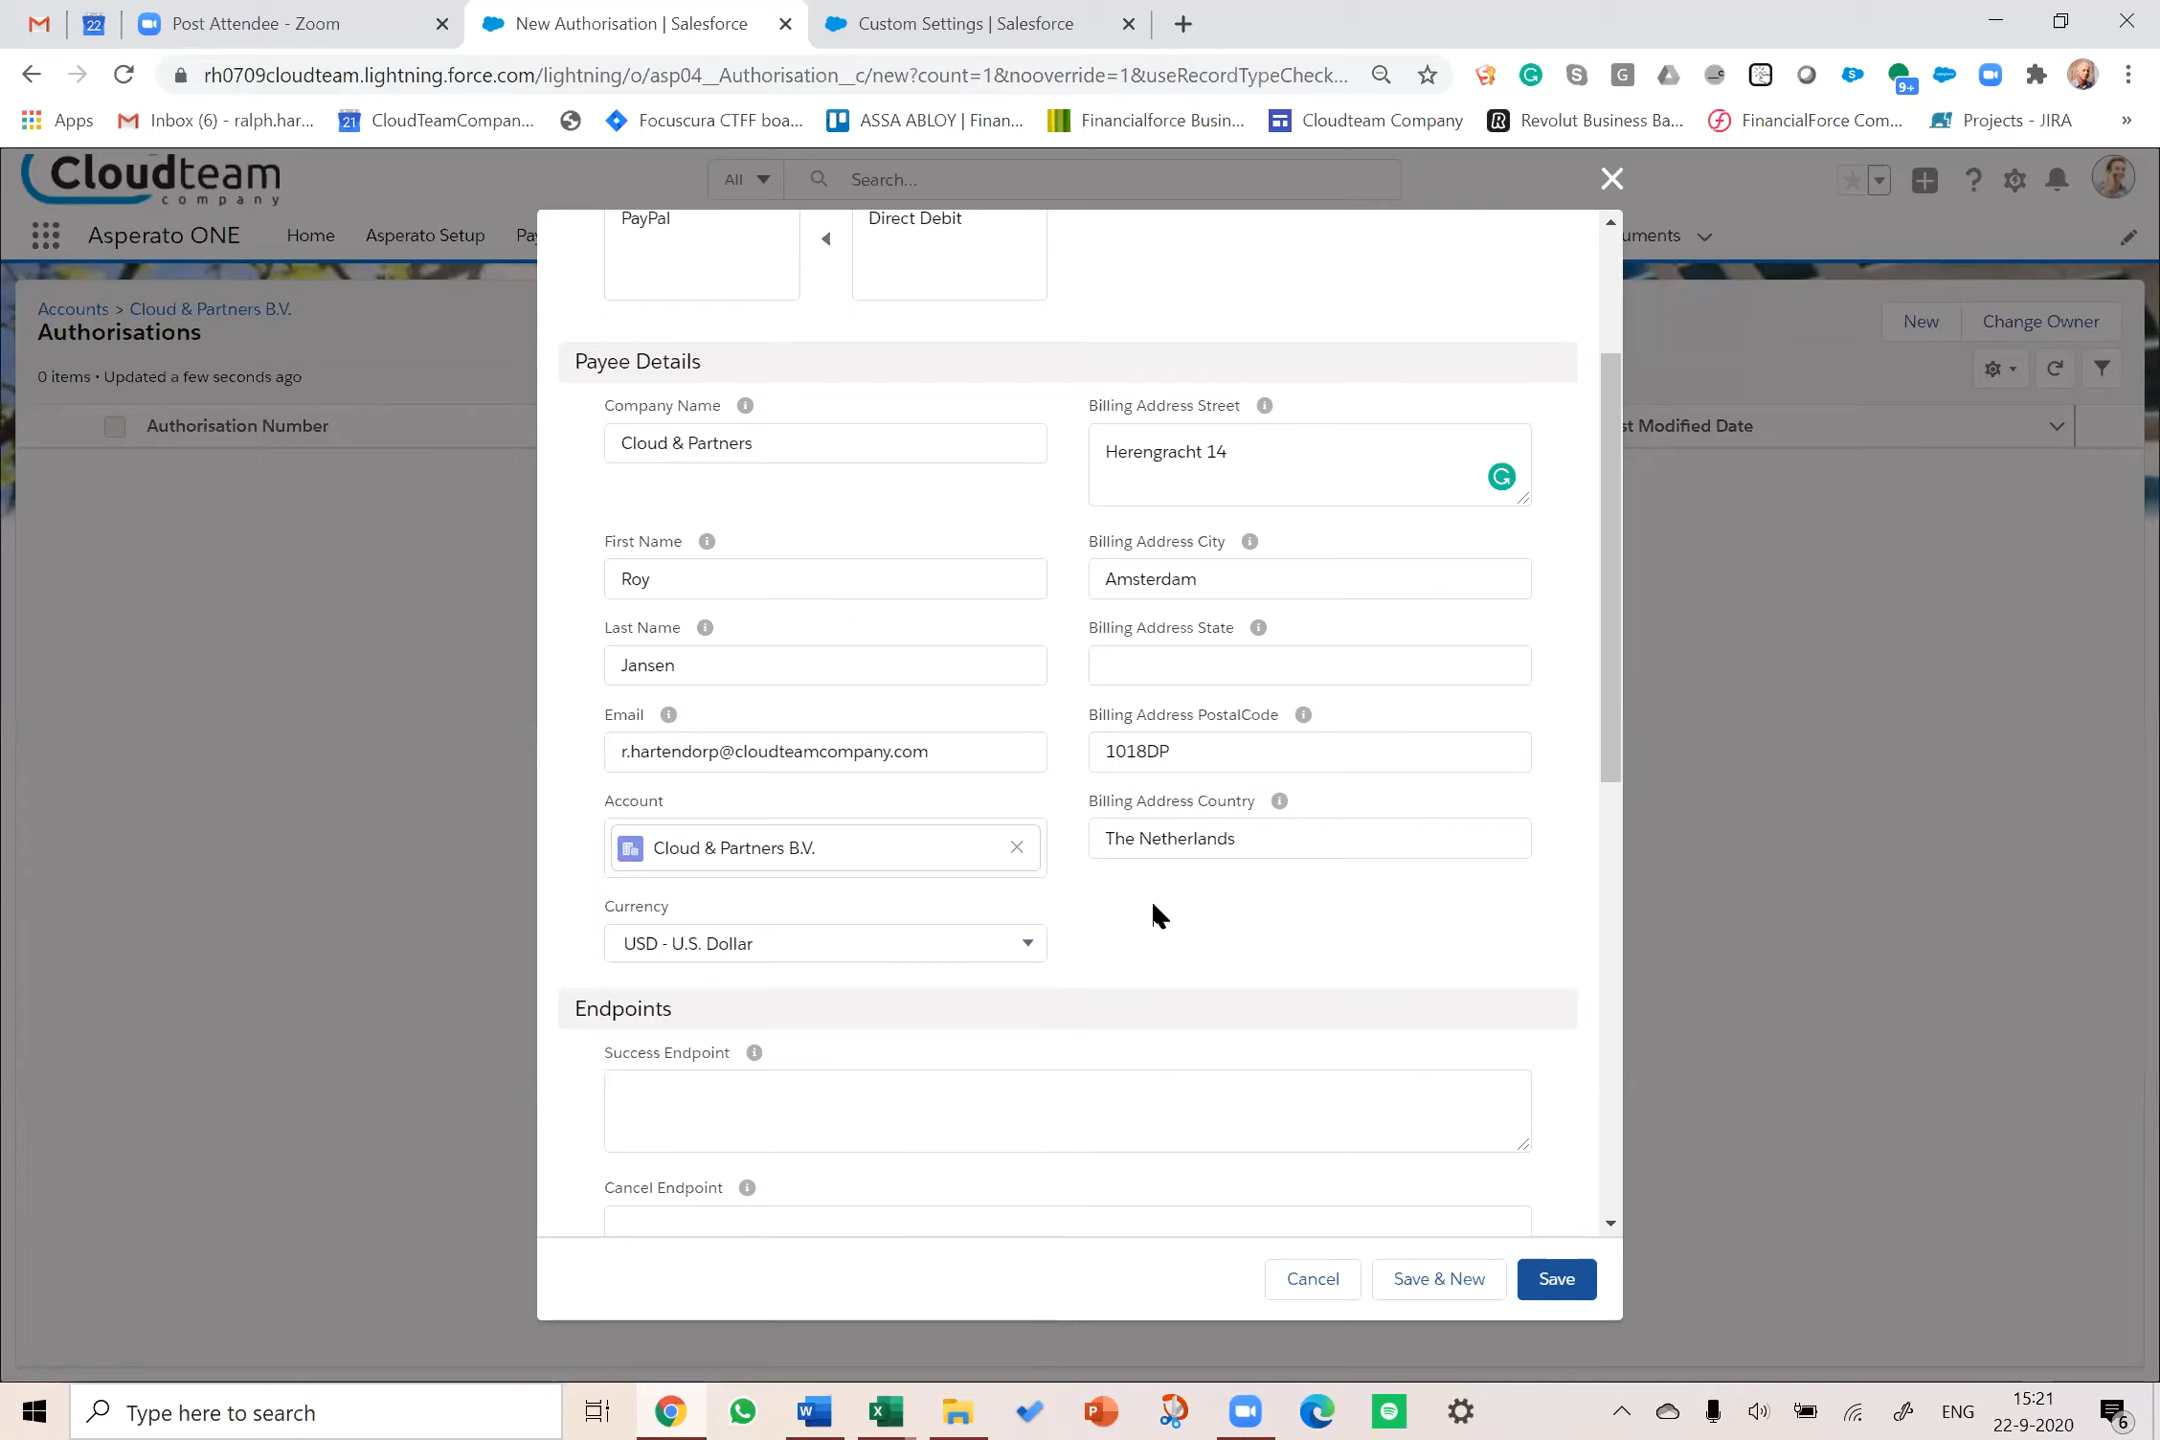 22
Post Attendee - Zoom
New Authorisation | Salesforce
Custom Settings | Salesforce
rh0709cloudteam.lightning.force.com/lightning/o/asp04__Authorisation__c/new?count=1&nooverride=1&useRecordTypeCheck...
9+
Apps
Inbox (6) - ralph.har...
21
CloudTeamCompan...
Focuscura CTFF boa...
ASSA ABLOY | Finan...
Financialforce Busin...
Cloudteam Company
Revolut Business Ba...
FinancialForce Com...
Projects - JIRA
»
Cloudteam
company
All
Search...
Asperato ONE
Home
Asperato Setup
Pay
uments
PayPal
Direct Debit
Accounts > Cloud & Partners B.V.
Authorisations
0 items • Updated a few seconds ago
New
Change Owner
Authorisation Number
t Modified Date
Payee Details
Company Name
Cloud & Partners
Billing Address Street
Herengracht 14
First Name
Roy
Billing Address City
Amsterdam
Last Name
Jansen
Billing Address State
Email
r.hartendorp@cloudteamcompany.com
Billing Address PostalCode
1018DP
Account
Cloud & Partners B.V.
Billing Address Country
The Netherlands
Currency
USD - U.S. Dollar
Endpoints
Success Endpoint
Cancel Endpoint
Cancel
Save & New
Save
Type here to search
ENG
15:21
22-9-2020
6